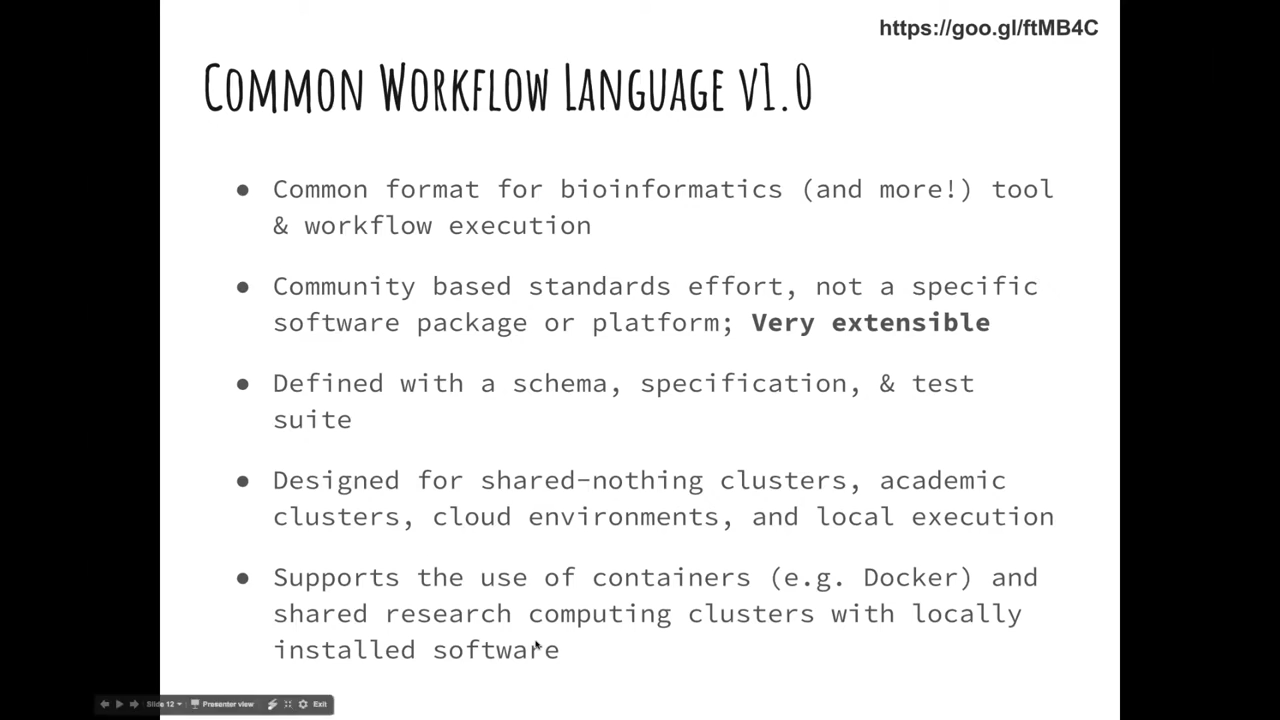 https://goo.gl/ftMB4C
Common Workflow Language v1.0
● Common format for bioinformatics (and more!) tool
& workflow execution
● Community based standards effort, not a specific
software package or platform; Very extensible
● Defined with a schema, specification, & test
suite
● Designed for shared-nothing clusters, academic
clusters, cloud environments, and local execution
● Supports the use of containers (e.g. Docker) and
shared research computing clusters with locally
installed software
Slide 12 Presenter view Exit